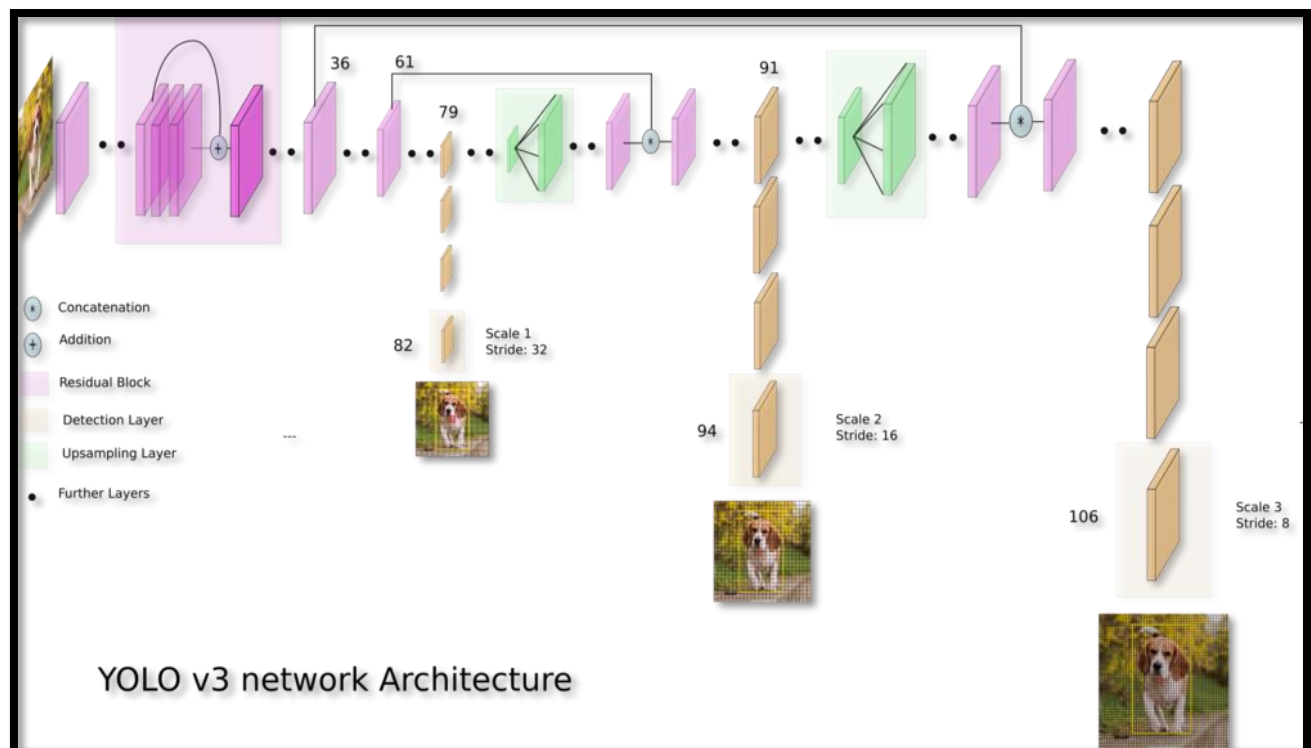 36
61
79
91
Concatenation
Addition
Residual Block
Detection Layer
Upsampling Layer
Further Layers
---
82
Scale 1
Stride: 32
94
Scale 2
Stride: 16
106
Scale 3
Stride: 8
YOLO v3 network Architecture